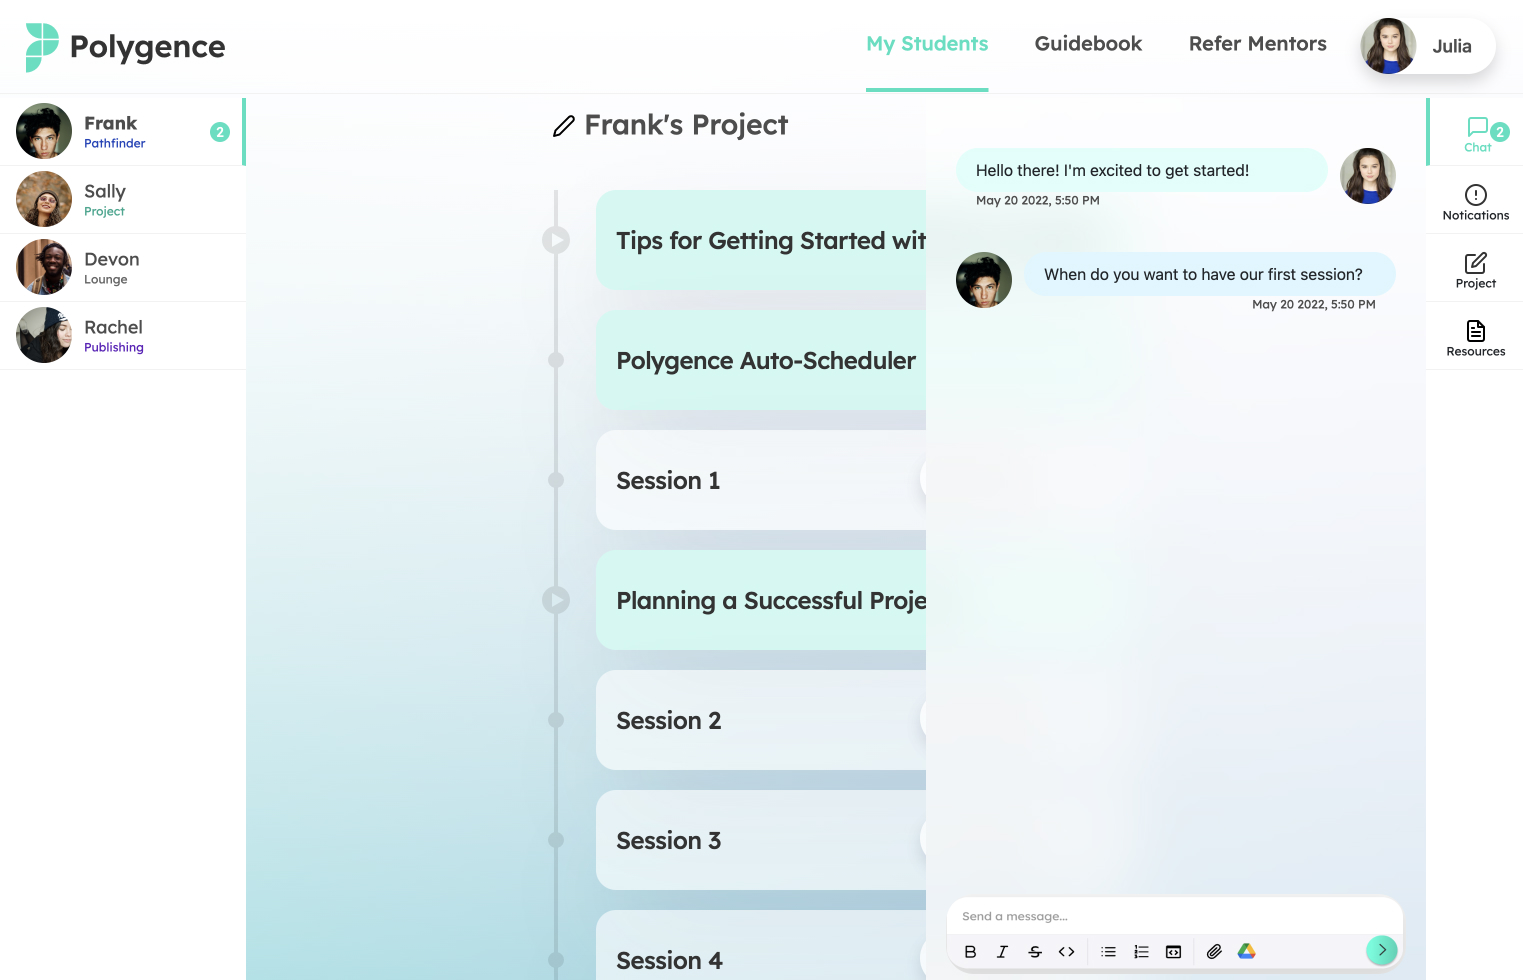 Polygence
My Students
Guidebook
Refer Mentors
Julia
Frank
Pathfinder
2
Sally
Project
Devon
Lounge
Rachel
Publishing
Frank's Project
Tips for Getting Started wit
Polygence Auto-Scheduler
Session 1
Planning a Successful Proje
Session 2
Session 3
Session 4
Hello there! I'm excited to get started!
May 20 2022, 5:50 PM
When do you want to have our first session?
May 20 2022, 5:50 PM
Send a message...
2
Chat
Notications
Project
Resources